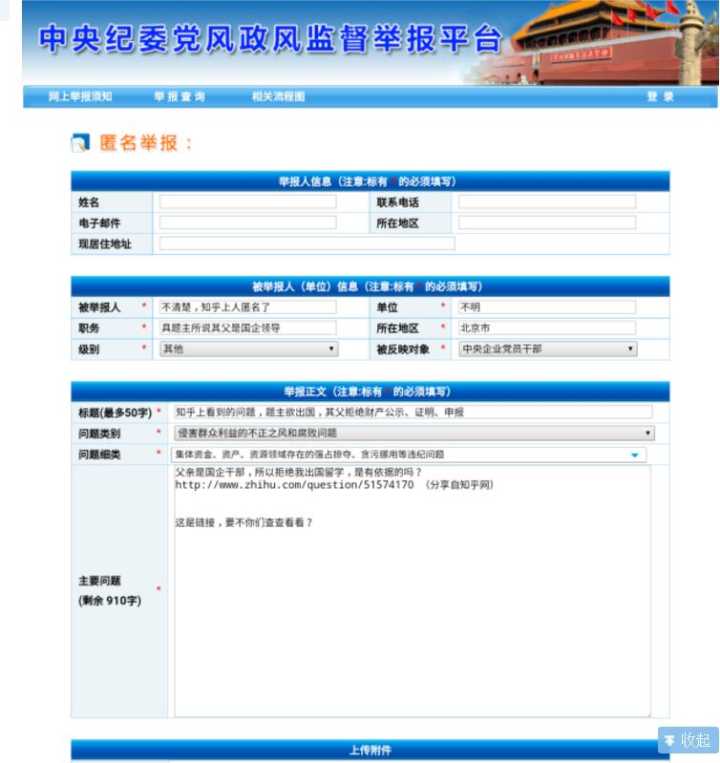 中央纪委党风政风监督举报平台
网上举报须知 举报查询 相关流程图 登 录
匿名举报：
举报人信息（注意:标有*的必须填写）
姓名 联系电话
电子邮件 所在地区
现居住地址
被举报人（单位）信息（注意:标有*的必须填写）
被举报人 * 不清楚，知乎上人匿名了 单位 * 不明
职务 * 具题主所说其父是国企领导 所在地区 * 北京市
级别 * 其他 被反映对象 * 中央企业党员干部
举报正文（注意:标有*的必须填写）
标题(最多50字) * 知乎上看到的问题，题主欲出国，其父拒绝财产公示、证明、申报
问题类别 * 侵害群众利益的不正之风和腐败问题
问题细类 * 集体资金、资产、资源领域存在的强占掠夺、贪污挪用等违纪问题
父亲是国企干部，所以拒绝我出国留学，是有依据的吗？
http://www.zhihu.com/question/51574170 （分享自知乎网）
这是链接，要不你们查查看看？
主要问题 *
(剩余 910字)
上传附件
收起